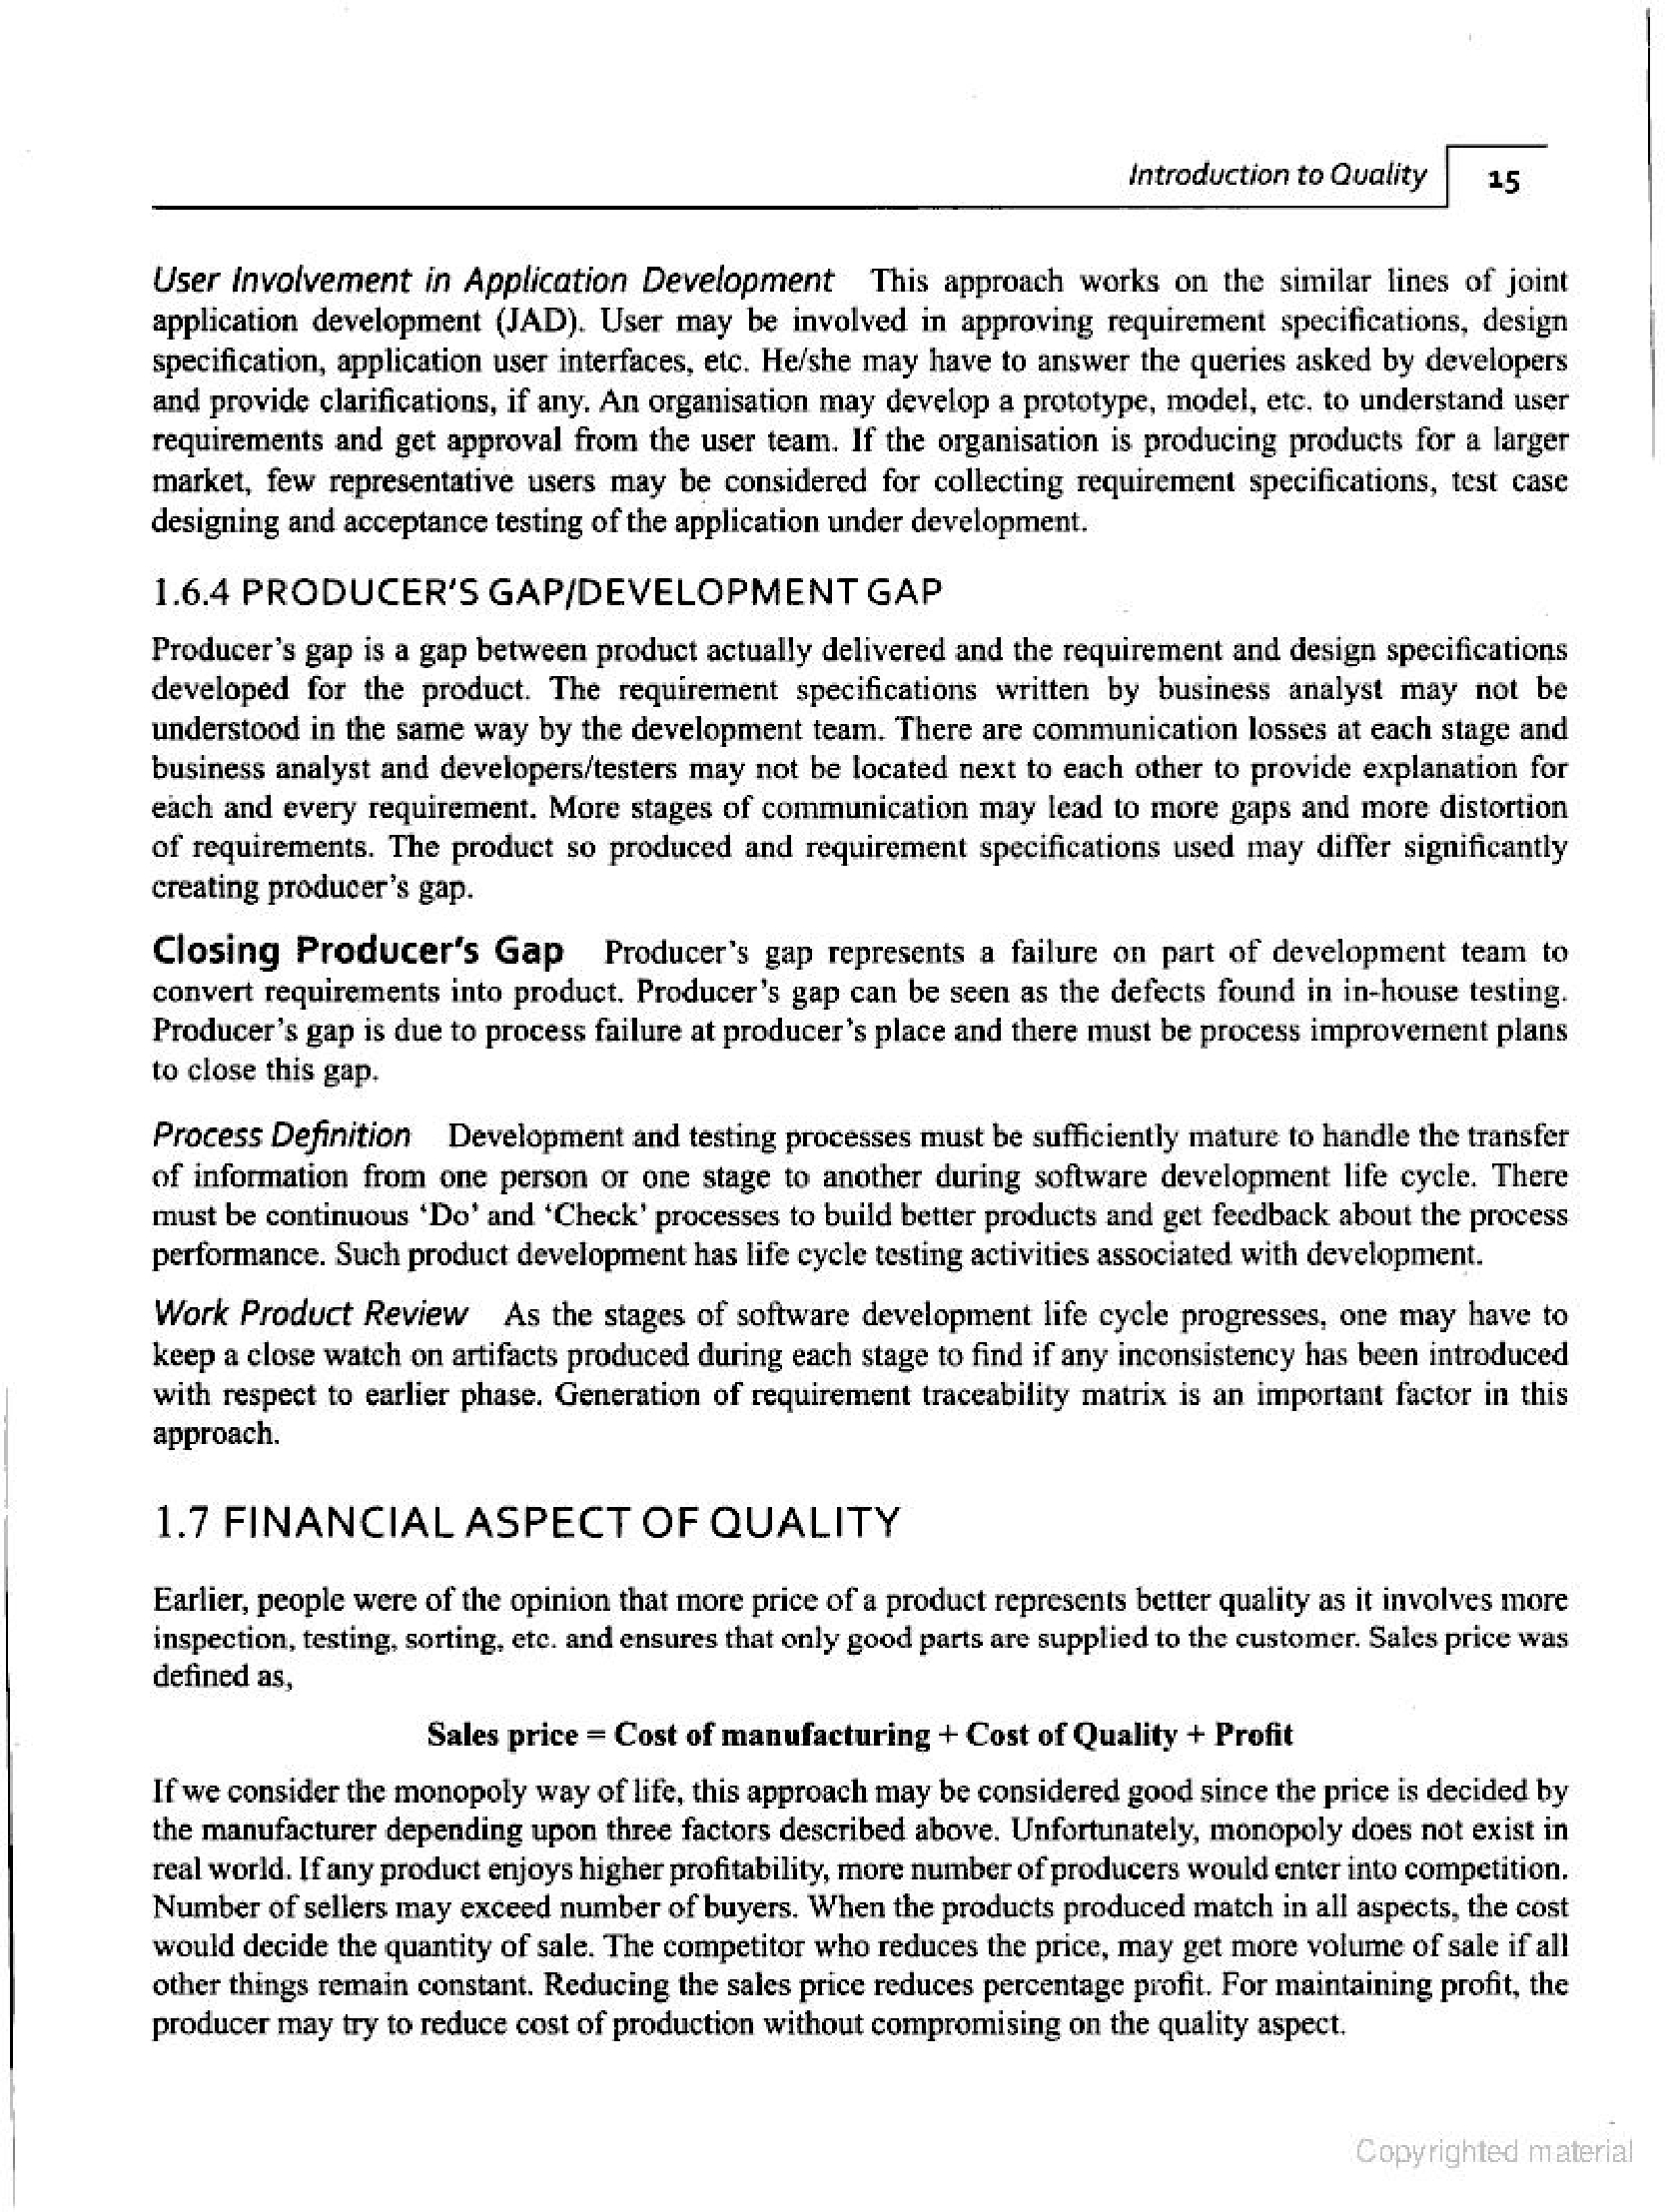 Introduction to Quality 15
User Involvement in Application Development This approach works on the similar lines of joint
application development (JAD). User may be involved in approving requirement specifications, design
specification, application user interfaces, etc. He/she may have to answer the queries asked by developers
and provide clarifications, if any. An organisation may develop a prototype, model, etc. to understand user
requirements and get approval from the user team. If the organisation is producing products for a larger
market, few representative users may be considered for collecting requirement specifications, test case
designing and acceptance testing of the application under development.
1.6.4 PRODUCER'S GAP/DEVELOPMENT GAP
Producer's gap is a gap between product actually delivered and the requirement and design specifications
developed for the product. The requirement specifications written by business analyst may not be
understood in the same way by the development team. There are communication losses at each stage and
business analyst and developers/testers may not be located next to each other to provide explanation for
each and every requirement. More stages of communication may lead to more gaps and more distortion
of requirements. The product so produced and requirement specifications used may differ significantly
creating producer's gap.
Closing Producer's Gap Producer's gap represents a failure on part of development team to
convert requirements into product. Producer's gap can be seen as the defects found in in-house testing.
Producer's gap is due to process failure at producer's place and there must be process improvement plans
to close this gap.
Process Definition Development and testing processes must be sufficiently mature to handle the transfer
of information from one person or one stage to another during software development life cycle. There
must be continuous 'Do' and 'Check' processes to build better products and get feedback about the process
performance. Such product development has life cycle testing activities associated with development.
Work Product Review As the stages of software development life cycle progresses, one may have to
keep a close watch on artifacts produced during each stage to find if any inconsistency has been introduced
with respect to earlier phase. Generation of requirement traceability matrix is an important factor in this
approach.
1.7 FINANCIAL ASPECT OF QUALITY
Earlier, people were of the opinion that more price of a product represents better quality as it involves more
inspection, testing, sorting, etc. and ensures that only good parts are supplied to the customer. Sales price was
defined as,
Sales price = Cost of manufacturing + Cost of Quality + Profit
If we consider the monopoly way of life, this approach may be considered good since the price is decided by
the manufacturer depending upon three factors described above. Unfortunately, monopoly does not exist in
real world. If any product enjoys higher profitability, more number of producers would enter into competition.
Number of sellers may exceed number of buyers. When the products produced match in all aspects, the cost
would decide the quantity of sale. The competitor who reduces the price, may get more volume of sale if all
other things remain constant. Reducing the sales price reduces percentage profit. For maintaining profit, the
producer may try to reduce cost of production without compromising on the quality aspect.
Copyrighted material